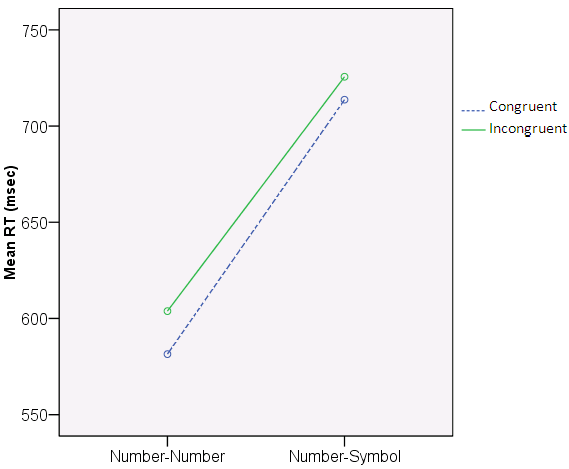 750
700
650
600
550
Mean RT (msec)
Number-Number
Number-Symbol
Congruent
Incongruent